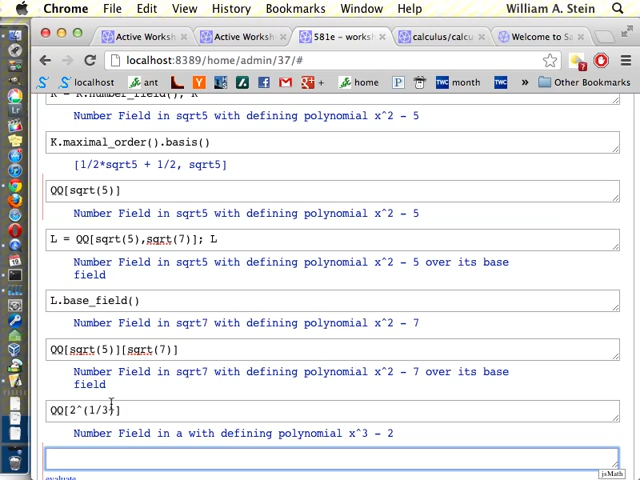 Chrome File Edit View History Bookmarks William A. Stein
Active Worksh Active Worksh 581e – worksh calculus/calcu Welcome to Sa
localhost:8389/home/admin/37/#
S localhost ant home P TWC month month Other Bookmarks
K = K.number_field(); K
Number Field in sqrt5 with defining polynomial x^2 - 5
K.maximal_order().basis()
[1/2*sqrt5 + 1/2, sqrt5]
QQ[sqrt(5)]
Number Field in sqrt5 with defining polynomial x^2 - 5
L = QQ[sqrt(5),sqrt(7)]; L
Number Field in sqrt5 with defining polynomial x^2 - 5 over its base
field
L.base_field()
Number Field in sqrt7 with defining polynomial x^2 - 7
QQ[sqrt(5)][sqrt(7)]
Number Field in sqrt7 with defining polynomial x^2 - 7 over its base
field
QQ[2^(1/3)]
Number Field in a with defining polynomial x^3 - 2
evaluate
jsMath